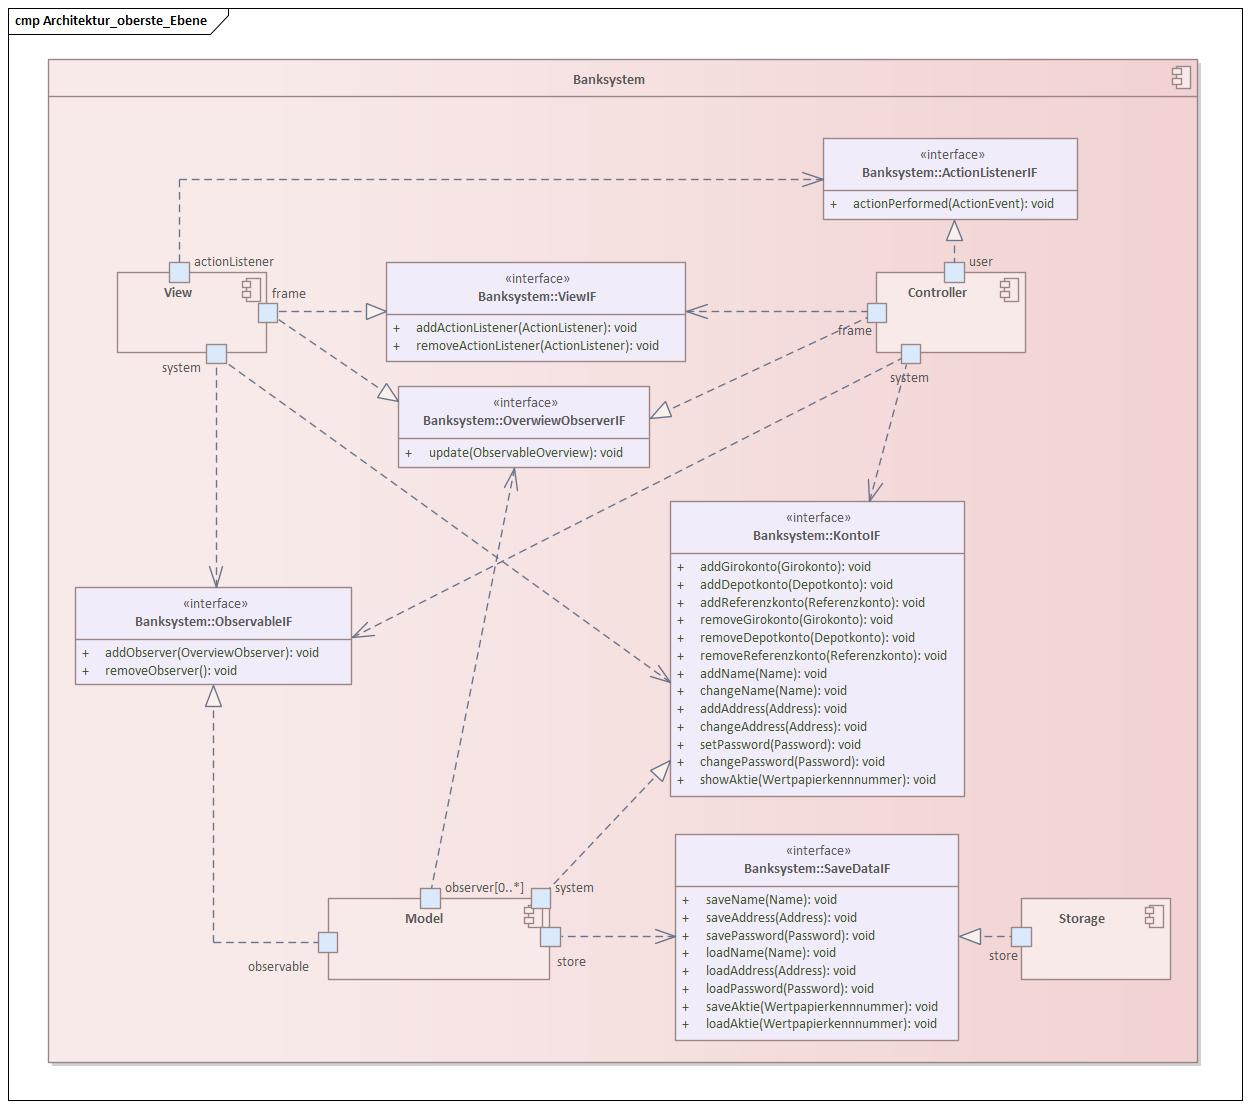 cmp Architektur_oberste_Ebene
Banksystem
«interface»
Banksystem::ActionListenerIF
+ actionPerformed(ActionEvent): void
actionListener
View
frame
system
«interface»
Banksystem::ViewIF
+ addActionListener(ActionListener): void
+ removeActionListener(ActionListener): void
user
Controller
frame
system
«interface»
Banksystem::OverwiewObserverIF
+ update(ObservableOverview): void
«interface»
Banksystem::KontoIF
+ addGirokonto(Girokonto): void
+ addDepotkonto(Depotkonto): void
+ addReferenzkonto(Referenzkonto): void
+ removeGirokonto(Girokonto): void
+ removeDepotkonto(Depotkonto): void
+ removeReferenzkonto(Referenzkonto): void
+ addName(Name): void
+ changeName(Name): void
+ addAddress(Address): void
+ changeAddress(Address): void
+ setPassword(Password): void
+ changePassword(Password): void
+ showAktie(Wertpapierkennnummer): void
«interface»
Banksystem::ObservableIF
+ addObserver(OverviewObserver): void
+ removeObserver(): void
observer[0..*]
system
Model
observable
store
«interface»
Banksystem::SaveDataIF
+ saveName(Name): void
+ saveAddress(Address): void
+ savePassword(Password): void
+ loadName(Name): void
+ loadAddress(Address): void
+ loadPassword(Password): void
+ saveAktie(Wertpapierkennnummer): void
+ loadAktie(Wertpapierkennnummer): void
Storage
store